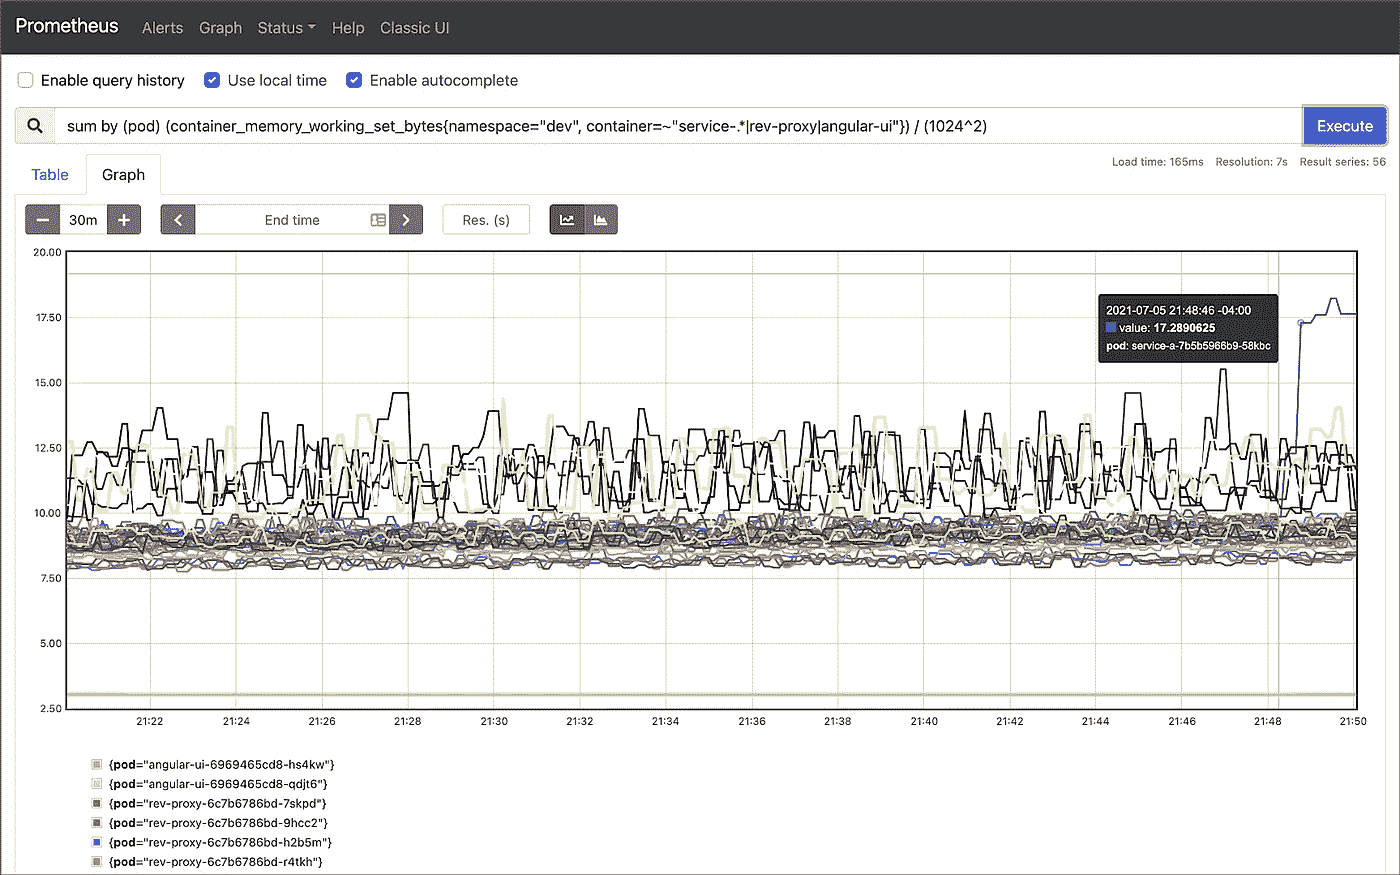 Prometheus Alerts Graph Status Help Classic UI
Enable query history Use local time Enable autocomplete
sum by (pod) (container_memory_working_set_bytes{namespace="dev", container=~"service-.*|rev-proxy|angular-ui"}) / (1024^2) Execute
Load time: 165ms Resolution: 7s Result series: 56
Table Graph
− 30m + End time Res. (s)
20.00
2021-07-05 21:48:46 -04:00
17.50
value: 17.2890625
pod: service-a-7b5b5966b9-58kbc
15.00
12.50
10.00
7.50
5.00
2.50
21:22 21:24 21:26 21:28 21:30 21:32 21:34 21:36 21:38 21:40 21:42 21:44 21:46 21:48 21:50
{pod="angular-ui-6969465cd8-hs4kw"}
{pod="angular-ui-6969465cd8-qdjt6"}
{pod="rev-proxy-6c7b6786bd-7skpd"}
{pod="rev-proxy-6c7b6786bd-9hcc2"}
{pod="rev-proxy-6c7b6786bd-h2b5m"}
{pod="rev-proxy-6c7b6786bd-r4tkh"}